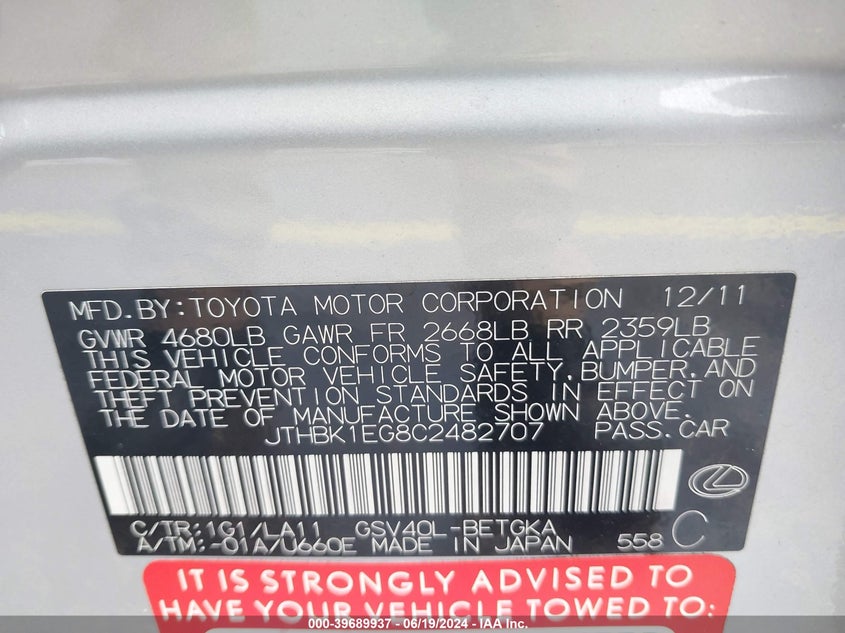 MFD.BY:TOYOTA MOTOR CORPORATION 12/11
GVWR 4680LB GAWR FR 2668LB RR 2359LB
THIS VEHICLE CONFORMS TO ALL APPLICABLE
FEDERAL MOTOR VEHICLE SAFETY,BUMPER,AND
THEFT PREVENTION STANDARDS IN EFFECT ON
THE DATE OF MANUFACTURE SHOWN ABOVE.
JTHBK1EG8C2482707 PASS.CAR
C/TR:1G1/LA11 GSV40L-BETGKA
A/TM:-01A/U660E MADE IN JAPAN 558 C
IT IS STRONGLY ADVISED TO
HAVE YOUR VEHICLE TOWED TO:
000-39689937 - 06/19/2024 - IAA Inc.